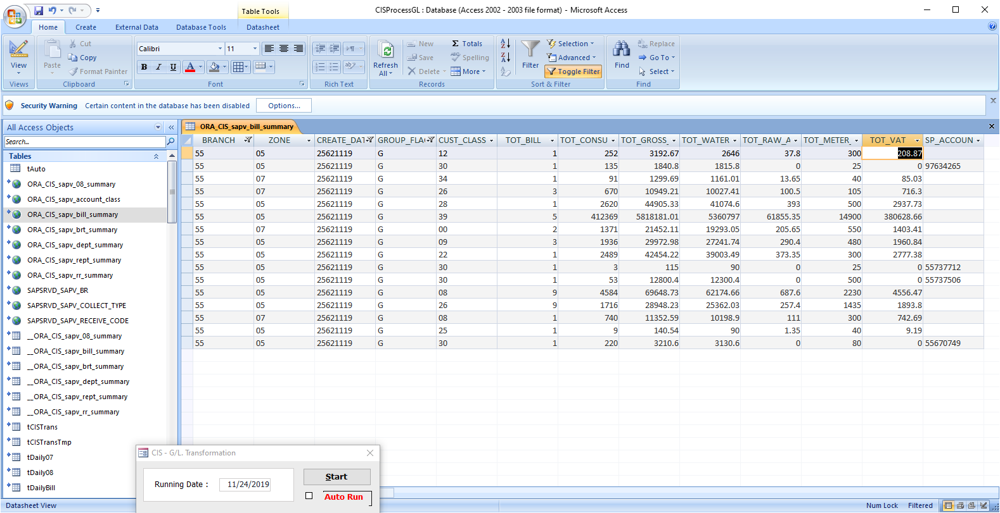 Table Tools
CISProcessGL : Database (Access 2002 - 2003 file format) - Microsoft Access
Home Create External Data Database Tools Datasheet
View
Views
Paste
Cut
Copy
Format Painter
Clipboard
Calibri 11
B I U A
Font
Rich Text
Refresh All
New
Save
Delete
Totals
Spelling
More
Records
Filter
Selection
Advanced
Toggle Filter
Sort & Filter
Find
Replace
Go To
Select
Find
Security Warning Certain content in the database has been disabled Options...
All Access Objects
Search...
Tables
tAuto
ORA_CIS_sapv_08_summary
ORA_CIS_sapv_account_class
ORA_CIS_sapv_bill_summary
ORA_CIS_sapv_brt_summary
ORA_CIS_sapv_dept_summary
ORA_CIS_sapv_rept_summary
ORA_CIS_sapv_rr_summary
SAPSRVD_SAPV_BR
SAPSRVD_SAPV_COLLECT_TYPE
SAPSRVD_SAPV_RECEIVE_CODE
__ORA_CIS_sapv_08_summary
__ORA_CIS_sapv_bill_summary
__ORA_CIS_sapv_brt_summary
__ORA_CIS_sapv_dept_summary
__ORA_CIS_sapv_rept_summary
__ORA_CIS_sapv_rr_summary
tCISTrans
tCISTransTmp
tDaily07
tDaily08
tDailyBill
ORA_CIS_sapv_bill_summary
BRANCH ZONE CREATE_DAT GROUP_FLAG CUST_CLASS TOT_BILL TOT_CONSU TOT_GROSS_ TOT_WATER TOT_RAW_A TOT_METER_ TOT_VAT SP_ACCOUN
55 05 25621119 G 12 1 252 3192.67 2646 37.8 300 208.87
55 05 25621119 G 30 1 135 1840.8 1815.8 0 25 0 97634265
55 07 25621119 G 34 1 91 1299.69 1161.01 13.65 40 85.03
55 07 25621119 G 26 3 670 10949.21 10027.41 100.5 105 716.3
55 05 25621119 G 28 1 2620 44905.33 41074.6 393 500 2937.73
55 05 25621119 G 39 5 412369 5818181.01 5360797 61855.35 14900 380628.66
55 07 25621119 G 00 2 1371 21452.11 19293.05 205.65 550 1403.41
55 05 25621119 G 09 3 1936 29972.98 27241.74 290.4 480 1960.84
55 05 25621119 G 22 1 2489 42454.22 39003.49 373.35 300 2777.38
55 05 25621119 G 30 1 3 115 90 0 25 0 55737712
55 05 25621119 G 30 1 53 12800.4 12300.4 0 500 0 55737506
55 05 25621119 G 08 9 4584 69648.73 62174.66 687.6 2230 4556.47
55 05 25621119 G 26 9 1716 28948.23 25362.03 257.4 1435 1893.8
55 07 25621119 G 08 1 740 11352.59 10198.9 111 300 742.69
55 05 25621119 G 25 1 9 140.54 90 1.35 40 9.19
55 05 25621119 G 30 1 220 3210.6 3130.6 0 80 0 55670749
CIS - G/L. Transformation
Running Date : 11/24/2019
Start
Auto Run
Datasheet View
Num Lock Filtered